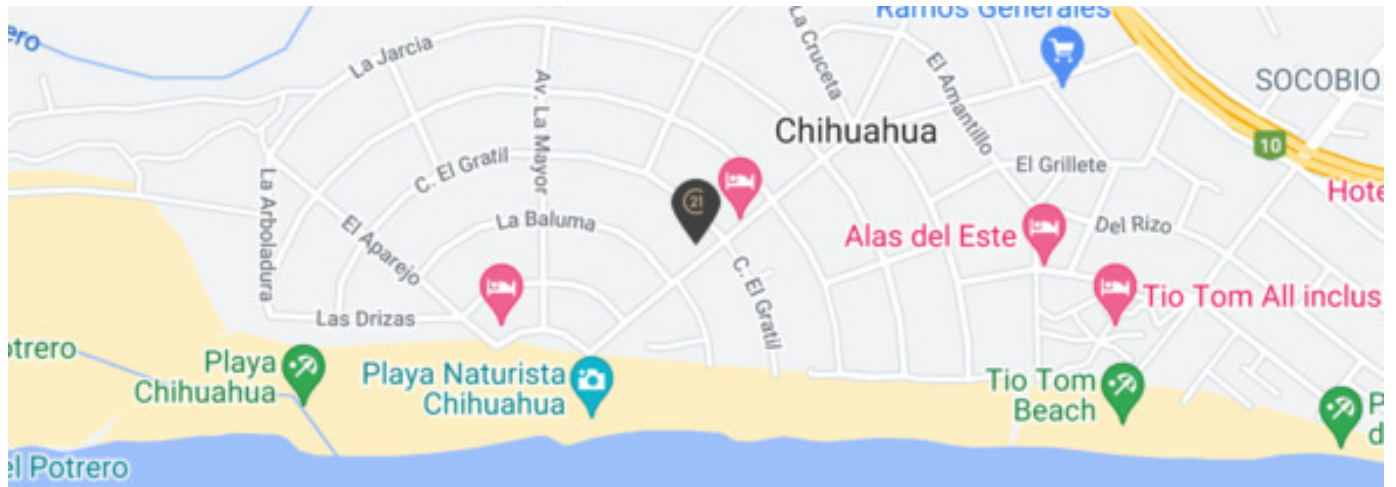 Ramos Generales
ero
La Jarcia
La Cruceta
SOCOBIO
El Amantillo
Av. La Mayor
Chihuahua
10
C. El Gratil
El Grillete
La Arboladura
21
Hote
La Baluma
El Aparejo
Alas del Este
Del Rizo
C. El Gratil
Las Drizas
Tio Tom All inclus
otrero
Playa
Chihuahua
Playa Naturista
Chihuahua
Tio Tom
Beach
P
d
el Potrero